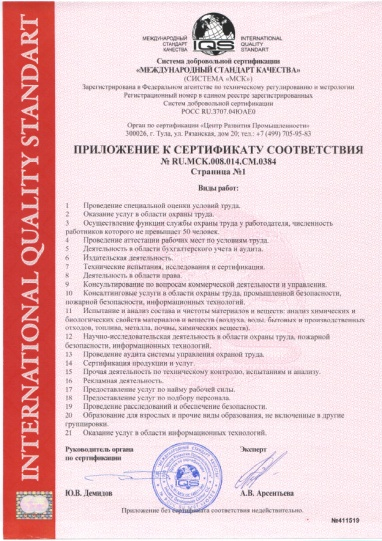 МЕЖДУНАРОДНЫЙ СТАНДАРТ КАЧЕСТВА
IQS
INTERNATIONAL QUALITY STANDARD
Система добровольной сертификации
«МЕЖДУНАРОДНЫЙ СТАНДАРТ КАЧЕСТВА»
(СИСТЕМА «МСК»)
Зарегистрирована в Федеральном агентстве по техническому регулированию и метрологии
Регистрационный номер в едином реестре зарегистрированных
Систем добровольной сертификации
РОСС RU.З707.04ЮАЕ0
Орган по сертификации «Центр Развития Промышленности»
300026, г. Тула, ул. Рязанская, дом 20; тел.: +7 (499) 705-95-83
ПРИЛОЖЕНИЕ К СЕРТИФИКАТУ СООТВЕТСТВИЯ
№ RU.МСК.008.014.СМ.0384
Страница №1
Виды работ:
1 Проведение специальной оценки условий труда.
2 Оказание услуг в области охраны труда.
3 Осуществление функции службы охраны труда у работодателя, численность
работников которого не превышает 50 человек.
4 Проведение аттестации рабочих мест по условиям труда.
5 Деятельность в области бухгалтерского учета и аудита.
6 Издательская деятельность.
7 Технические испытания, исследования и сертификация.
8 Деятельность в области права.
9 Консультирование по вопросам коммерческой деятельности и управления.
10 Консалтинговые услуги в области охраны труда, промышленной безопасности,
пожарной безопасности, информационных технологий.
11 Испытание и анализ состава и чистоты материалов и веществ: анализ химических и
биологических свойств материалов и веществ (воздуха, воды, бытовых и производственных
отходов, топлива, металла, почвы, химических веществ).
12 Научно-исследовательская деятельность в области охраны труда, пожарной
безопасности, информационных технологий.
13 Проведение аудита системы управления охраной труда.
14 Сертификация продукции и услуг.
15 Прочая деятельность по техническому контролю, испытаниям и анализу.
16 Рекламная деятельность.
17 Предоставление услуг по найму рабочей силы.
18 Предоставление услуг по подбору персонала.
19 Проведение расследований и обеспечение безопасности.
20 Образование для взрослых и прочие виды образования, не включенные в другие
группировки.
21 Оказание услуг в области информационных технологий.
Руководитель органа
по сертификации
Эксперт
Ю.В. Демидов
А.В. Арсентьева
Приложение без сертификата соответствия недействительно.
№411519
INTERNATIONAL QUALITY STANDART